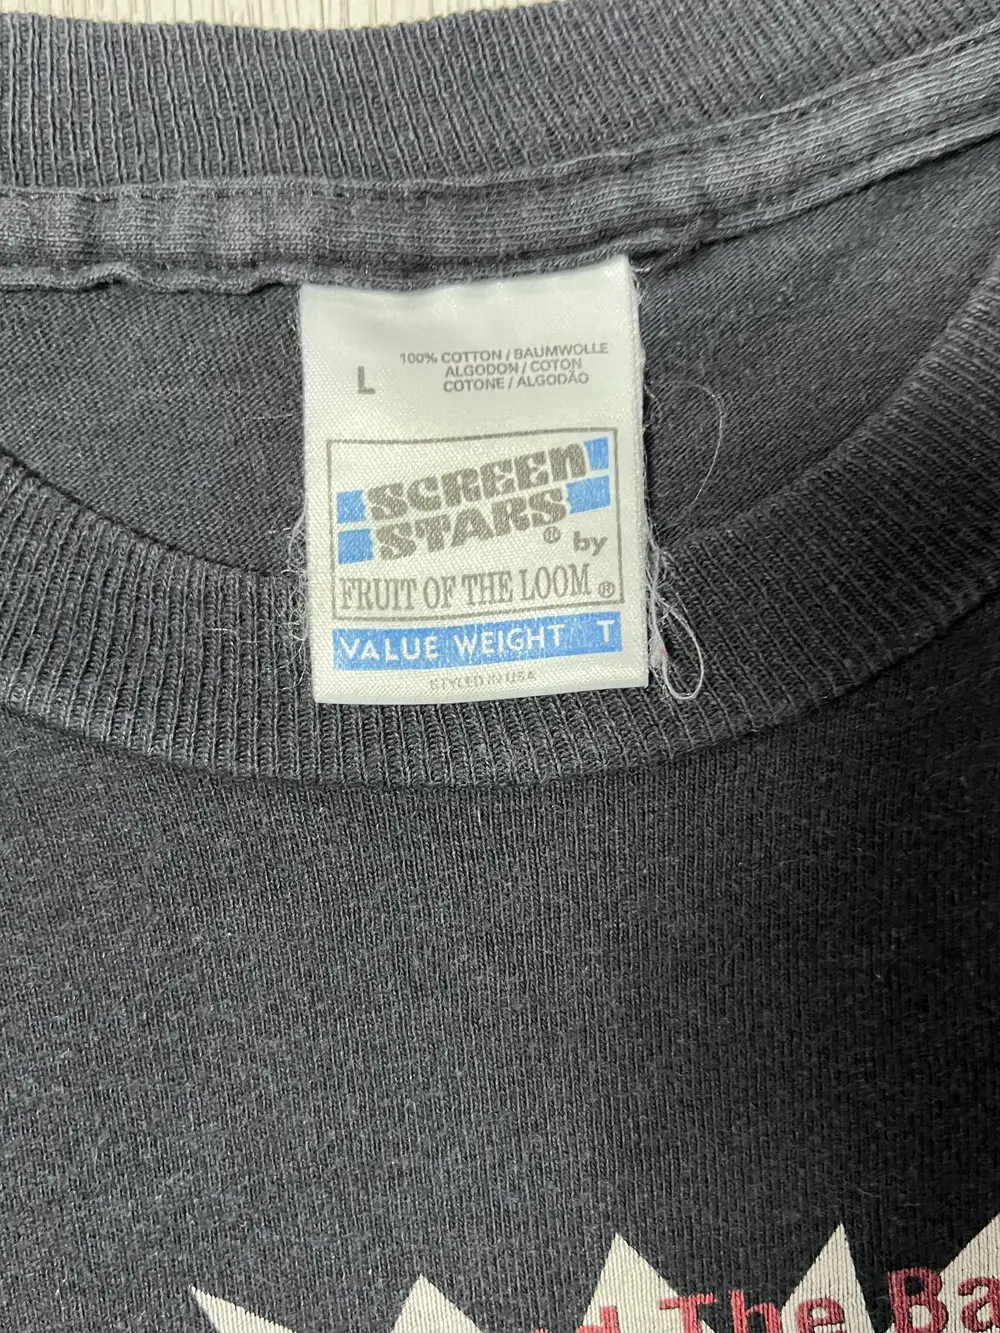 L
100% COTTON / BAUMWOLLE
ALGODON / COTON
COTONE / ALGODÃO
SCREEN
STARS® by
FRUIT OF THE LOOM®
VALUE WEIGHT T
STYLED IN USA
The